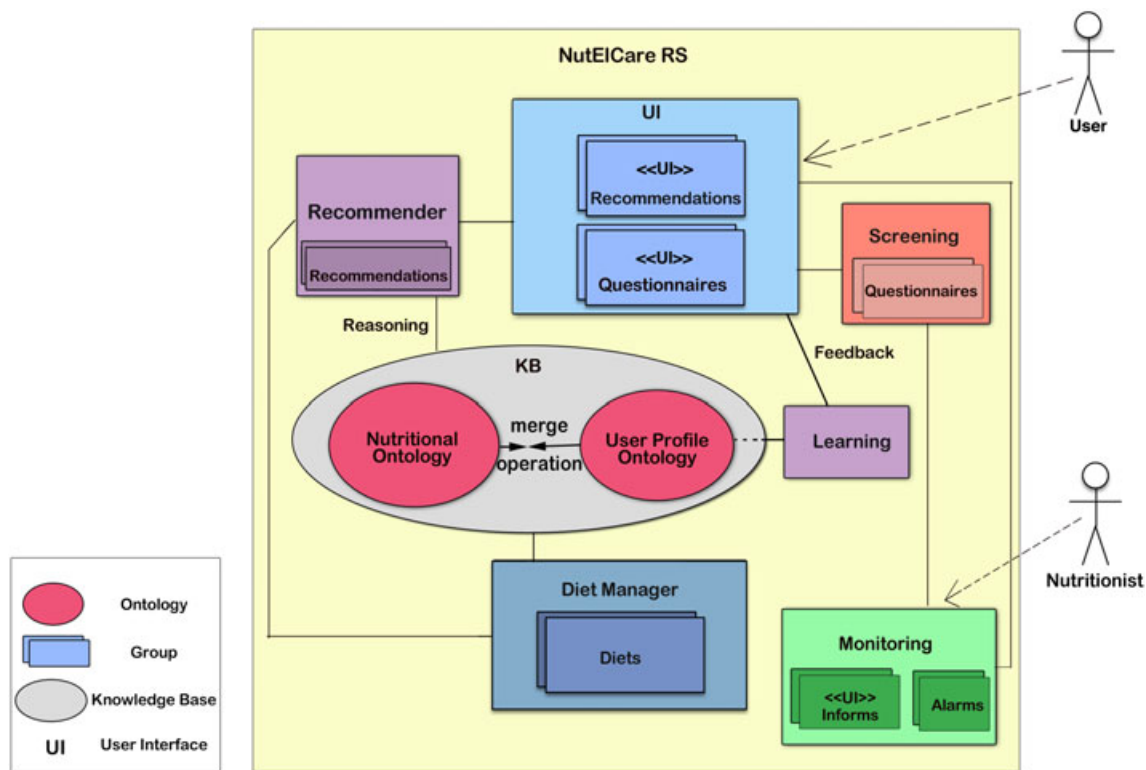 NutElCare RS
User
UI
<<UI>>
Recommendations
<<UI>>
Questionnaires
Recommender
Recommendations
Screening
Questionnaires
Reasoning
Feedback
KB
Nutritional
Ontology
merge
operation
User Profile
Ontology
Learning
Nutritionist
Diet Manager
Diets
Monitoring
<<UI>>
Informs
Alarms
Ontology
Group
Knowledge Base
UI User Interface